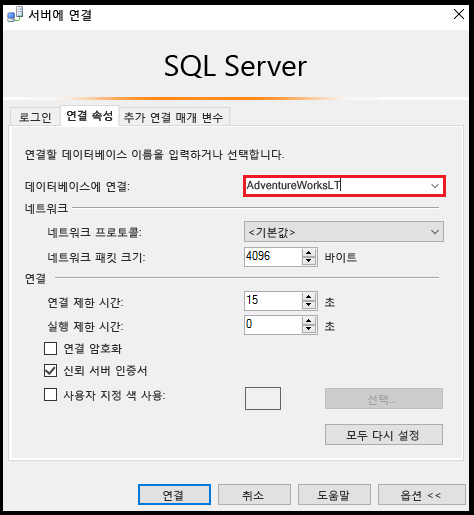 서버에 연결
SQL Server
로그인 연결 속성 추가 연결 매개 변수
연결할 데이터베이스 이름을 입력하거나 선택합니다.
데이터베이스에 연결: AdventureWorksLT
네트워크
네트워크 프로토콜: <기본값>
네트워크 패킷 크기: 4096 바이트
연결
연결 제한 시간: 15 초
실행 제한 시간: 0 초
연결 암호화
신뢰 서버 인증서
사용자 지정 색 사용: 선택...
모두 다시 설정
연결 취소 도움말 옵션 <<